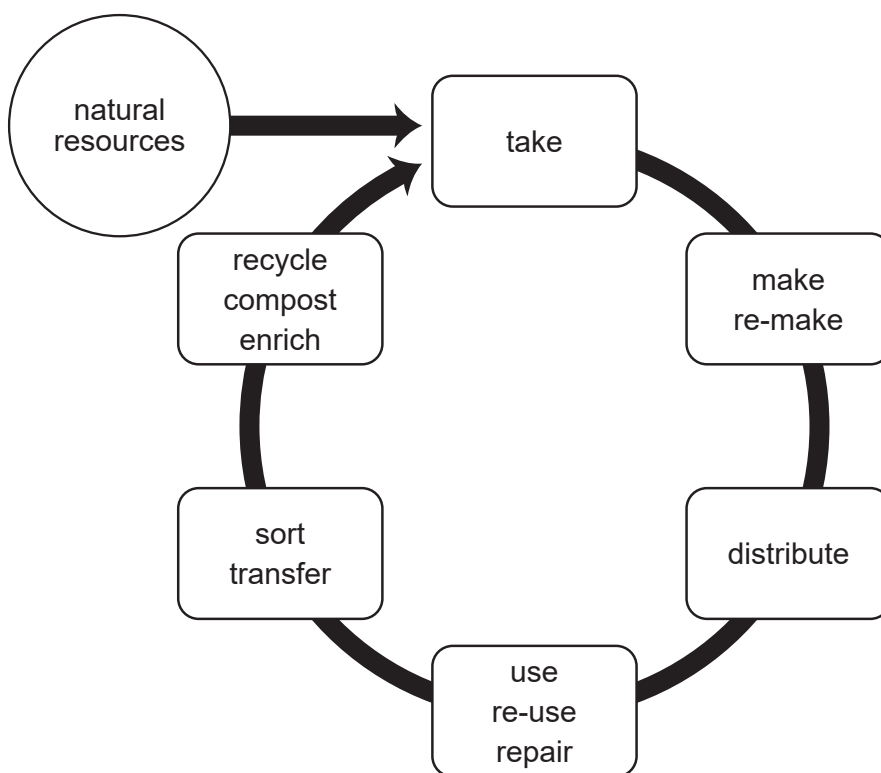 natural
resources
take
make
re-make
distribute
use
re-use
repair
sort
transfer
recycle
compost
enrich